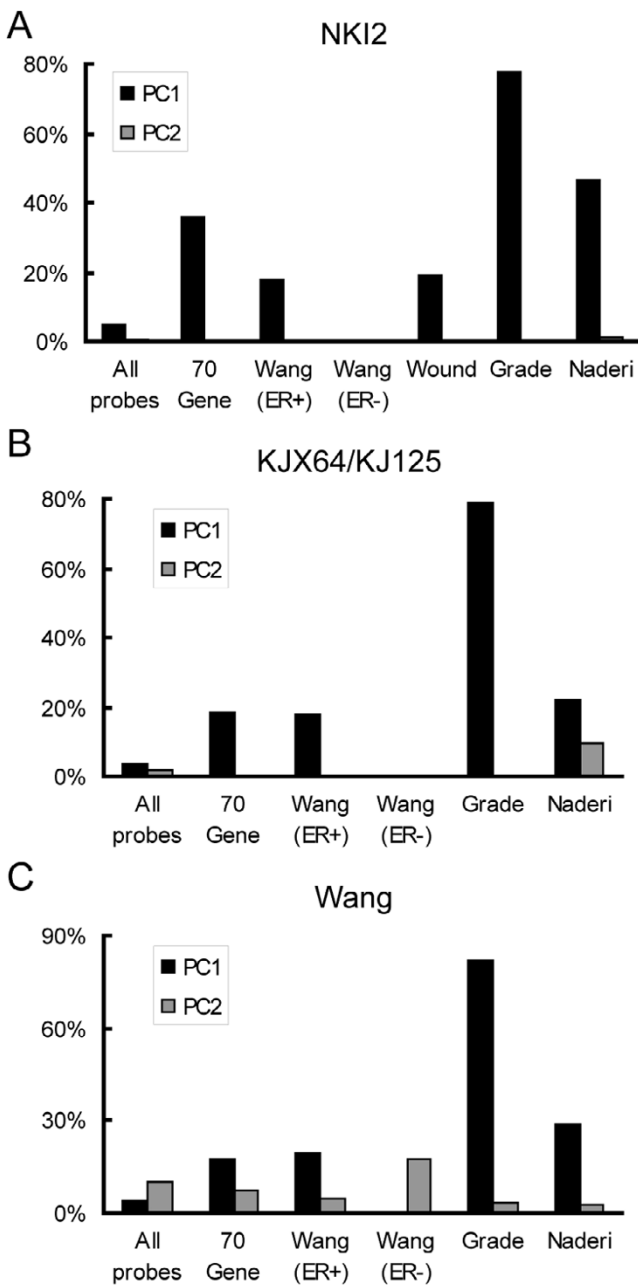 A
NKI2
80%
60%
40%
20%
0%
PC1
PC2
All probes
70 Gene
Wang (ER+)
Wang (ER-)
Wound
Grade
Naderi
B
KJX64/KJ125
80%
60%
40%
20%
0%
PC1
PC2
All probes
70 Gene
Wang (ER+)
Wang (ER-)
Grade
Naderi
C
Wang
90%
60%
30%
0%
PC1
PC2
All probes
70 Gene
Wang (ER+)
Wang (ER-)
Grade
Naderi